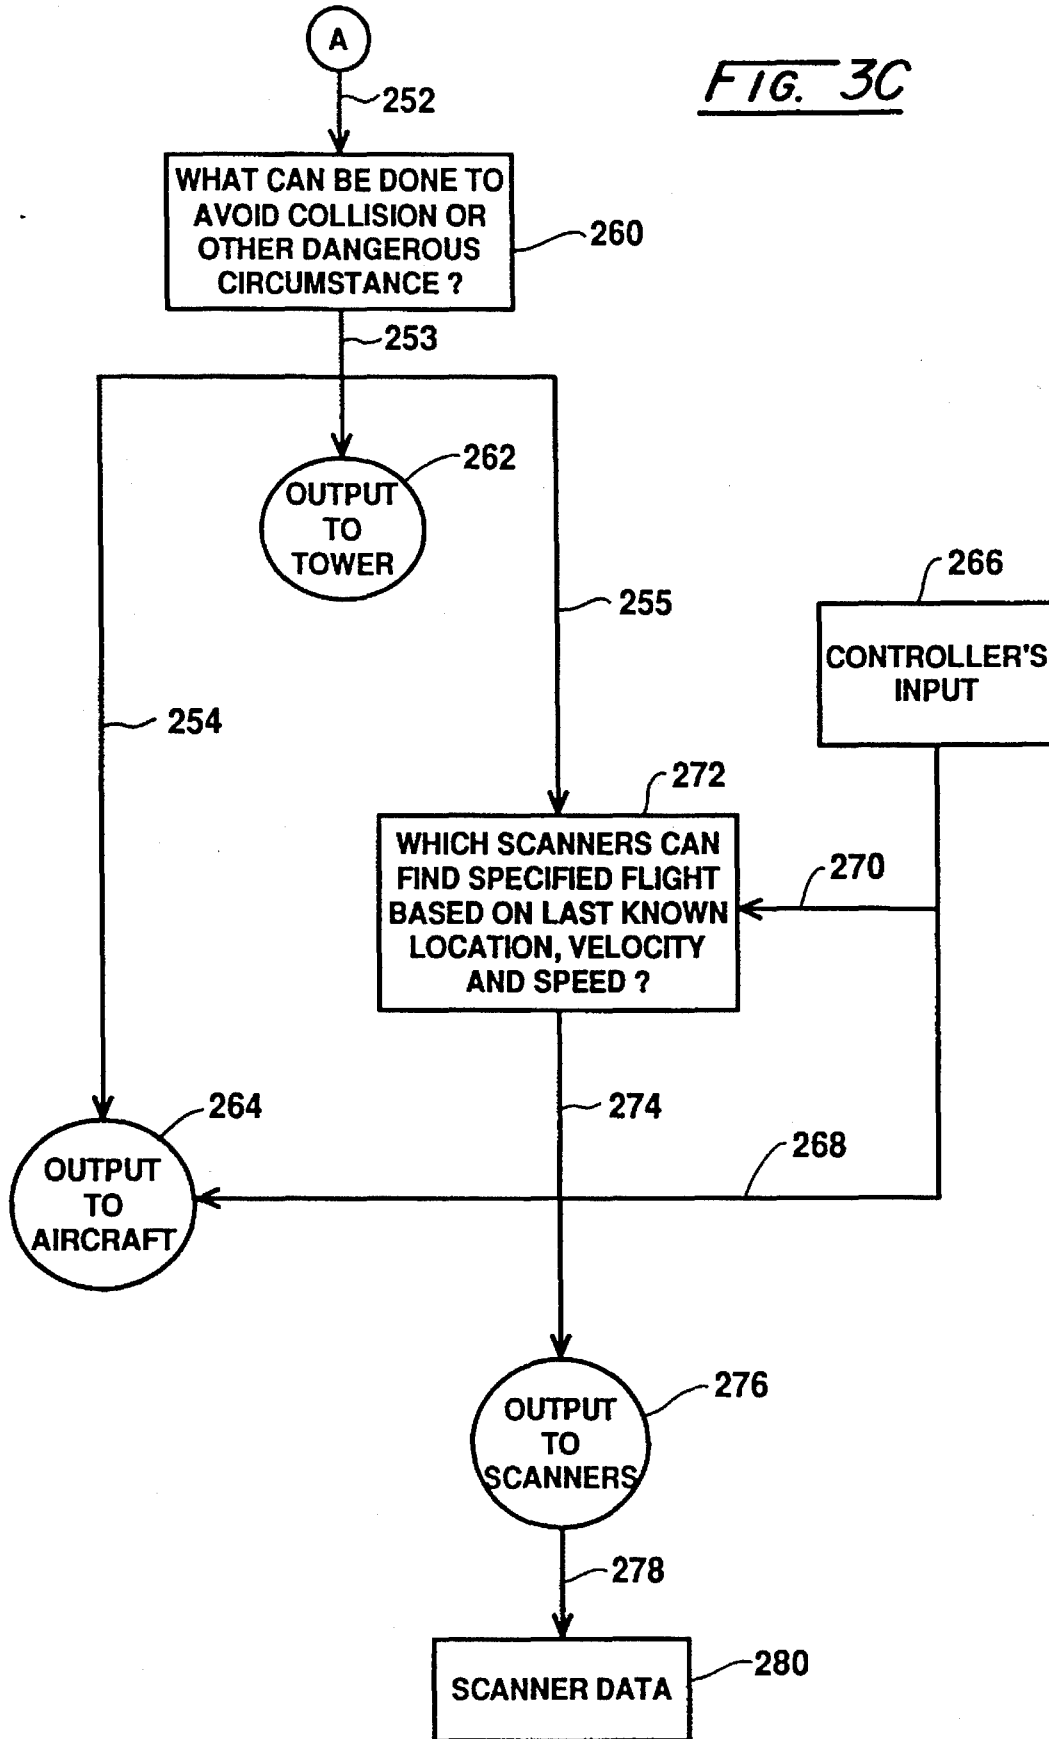 A
FIG. 3C
252
WHAT CAN BE DONE TO
AVOID COLLISION OR
OTHER DANGEROUS
CIRCUMSTANCE ?
260
253
262
OUTPUT
TO
TOWER
255
266
CONTROLLER'S
INPUT
254
272
WHICH SCANNERS CAN
FIND SPECIFIED FLIGHT
BASED ON LAST KNOWN
LOCATION, VELOCITY
AND SPEED ?
270
264
OUTPUT
TO
AIRCRAFT
274
268
276
OUTPUT
TO
SCANNERS
278
SCANNER DATA
280